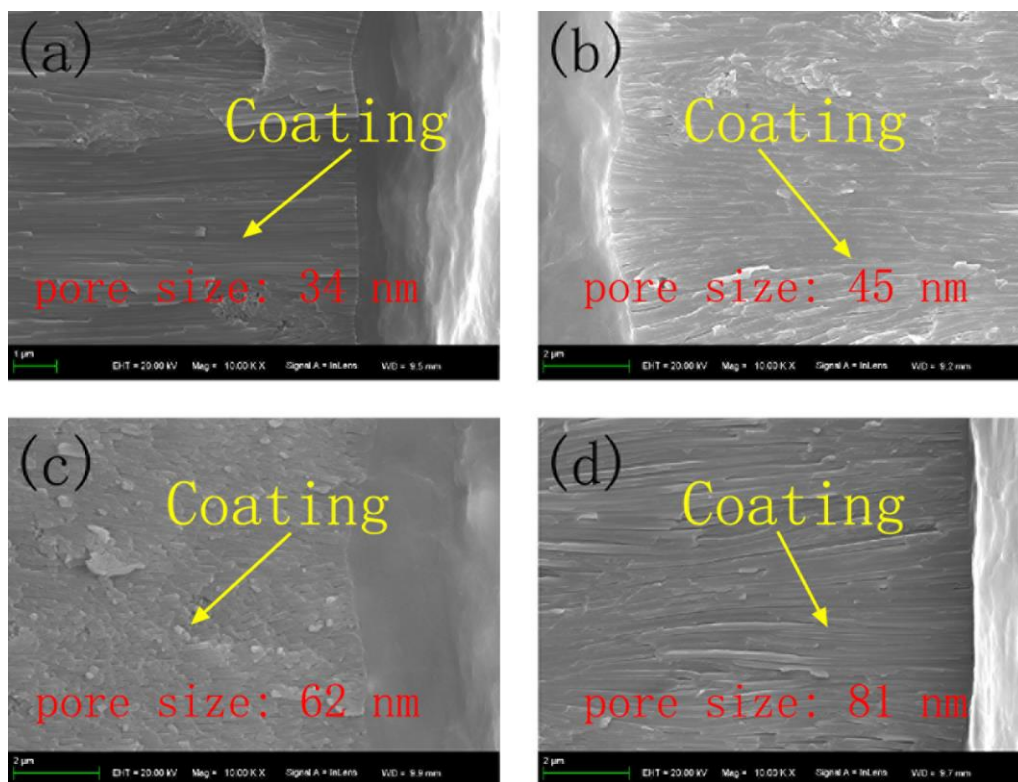 (a)
Coating
pore size: 34 nm
1 μm
EHT = 20.00 kV Mag = 10.00 K X Signal A = InLens WD = 9.5 mm
(b)
Coating
pore size: 45 nm
2 μm
EHT = 20.00 kV Mag = 10.00 K X Signal A = InLens WD = 9.2 mm
(c)
Coating
pore size: 62 nm
2 μm
EHT = 20.00 kV Mag = 10.00 K X Signal A = InLens WD = 9.9 mm
(d)
Coating
pore size: 81 nm
2 μm
EHT = 20.00 kV Mag = 10.00 K X Signal A = InLens WD = 9.7 mm